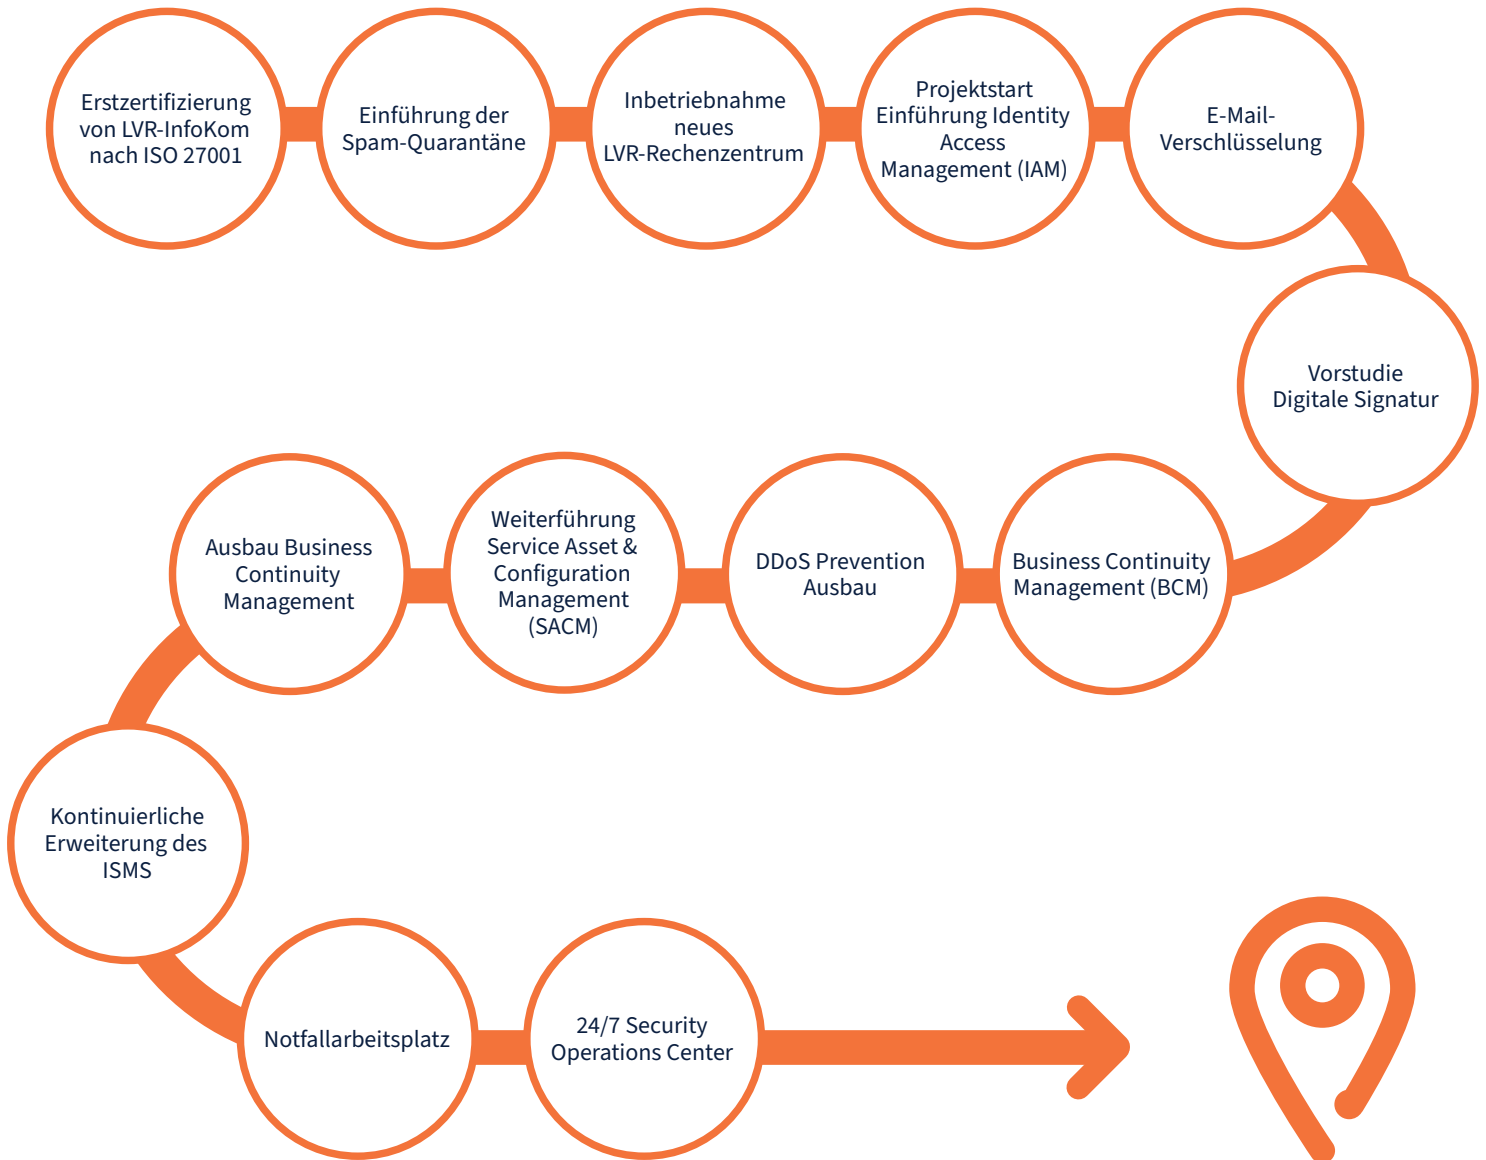 Erstzertifizierung
von LVR-InfoKom
nach ISO 27001
Einführung der
Spam-Quarantäne
Inbetriebnahme
neues
LVR-Rechenzentrum
Projektstart
Einführung Identity
Access
Management (IAM)
E-Mail-
Verschlüsselung
Vorstudie
Digitale Signatur
Business Continuity
Management (BCM)
DDoS Prevention
Ausbau
Weiterführung
Service Asset &
Configuration
Management
(SACM)
Ausbau Business
Continuity
Management
Kontinuierliche
Erweiterung des
ISMS
Notfallarbeitsplatz
24/7 Security
Operations Center